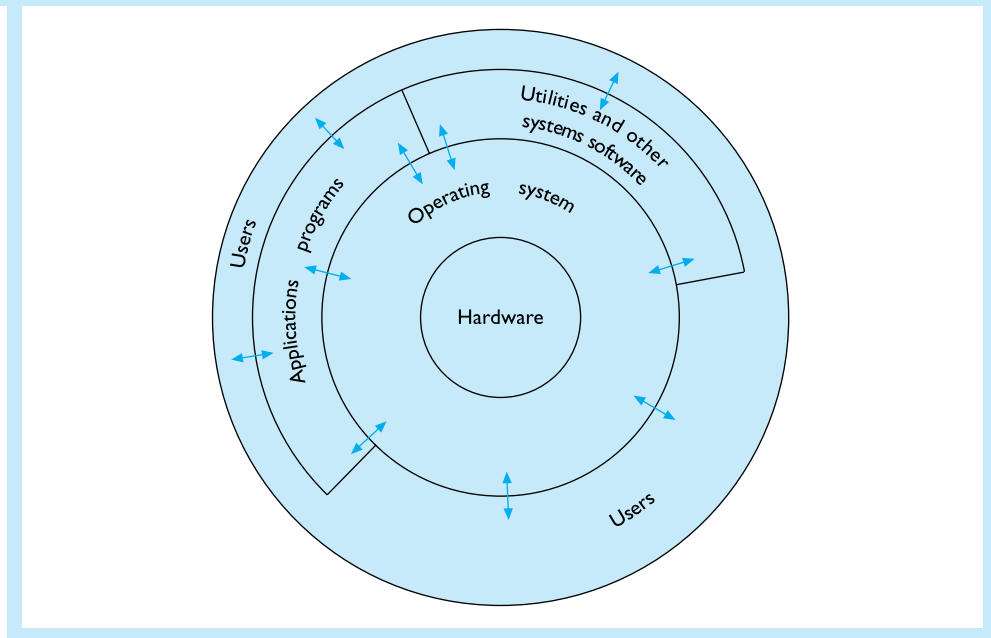 Utilities and other
systems software
Operating system
Applications programs
Users
Hardware
Users